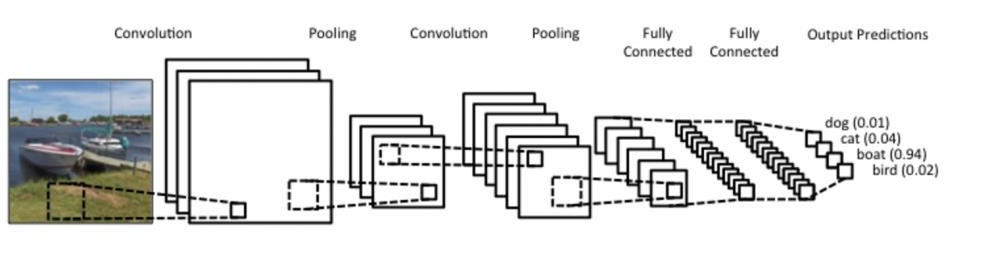 Convolution
Pooling
Convolution
Pooling
Fully
Connected
Fully
Connected
Output Predictions
dog (0.01)
cat (0.04)
boat (0.94)
bird (0.02)